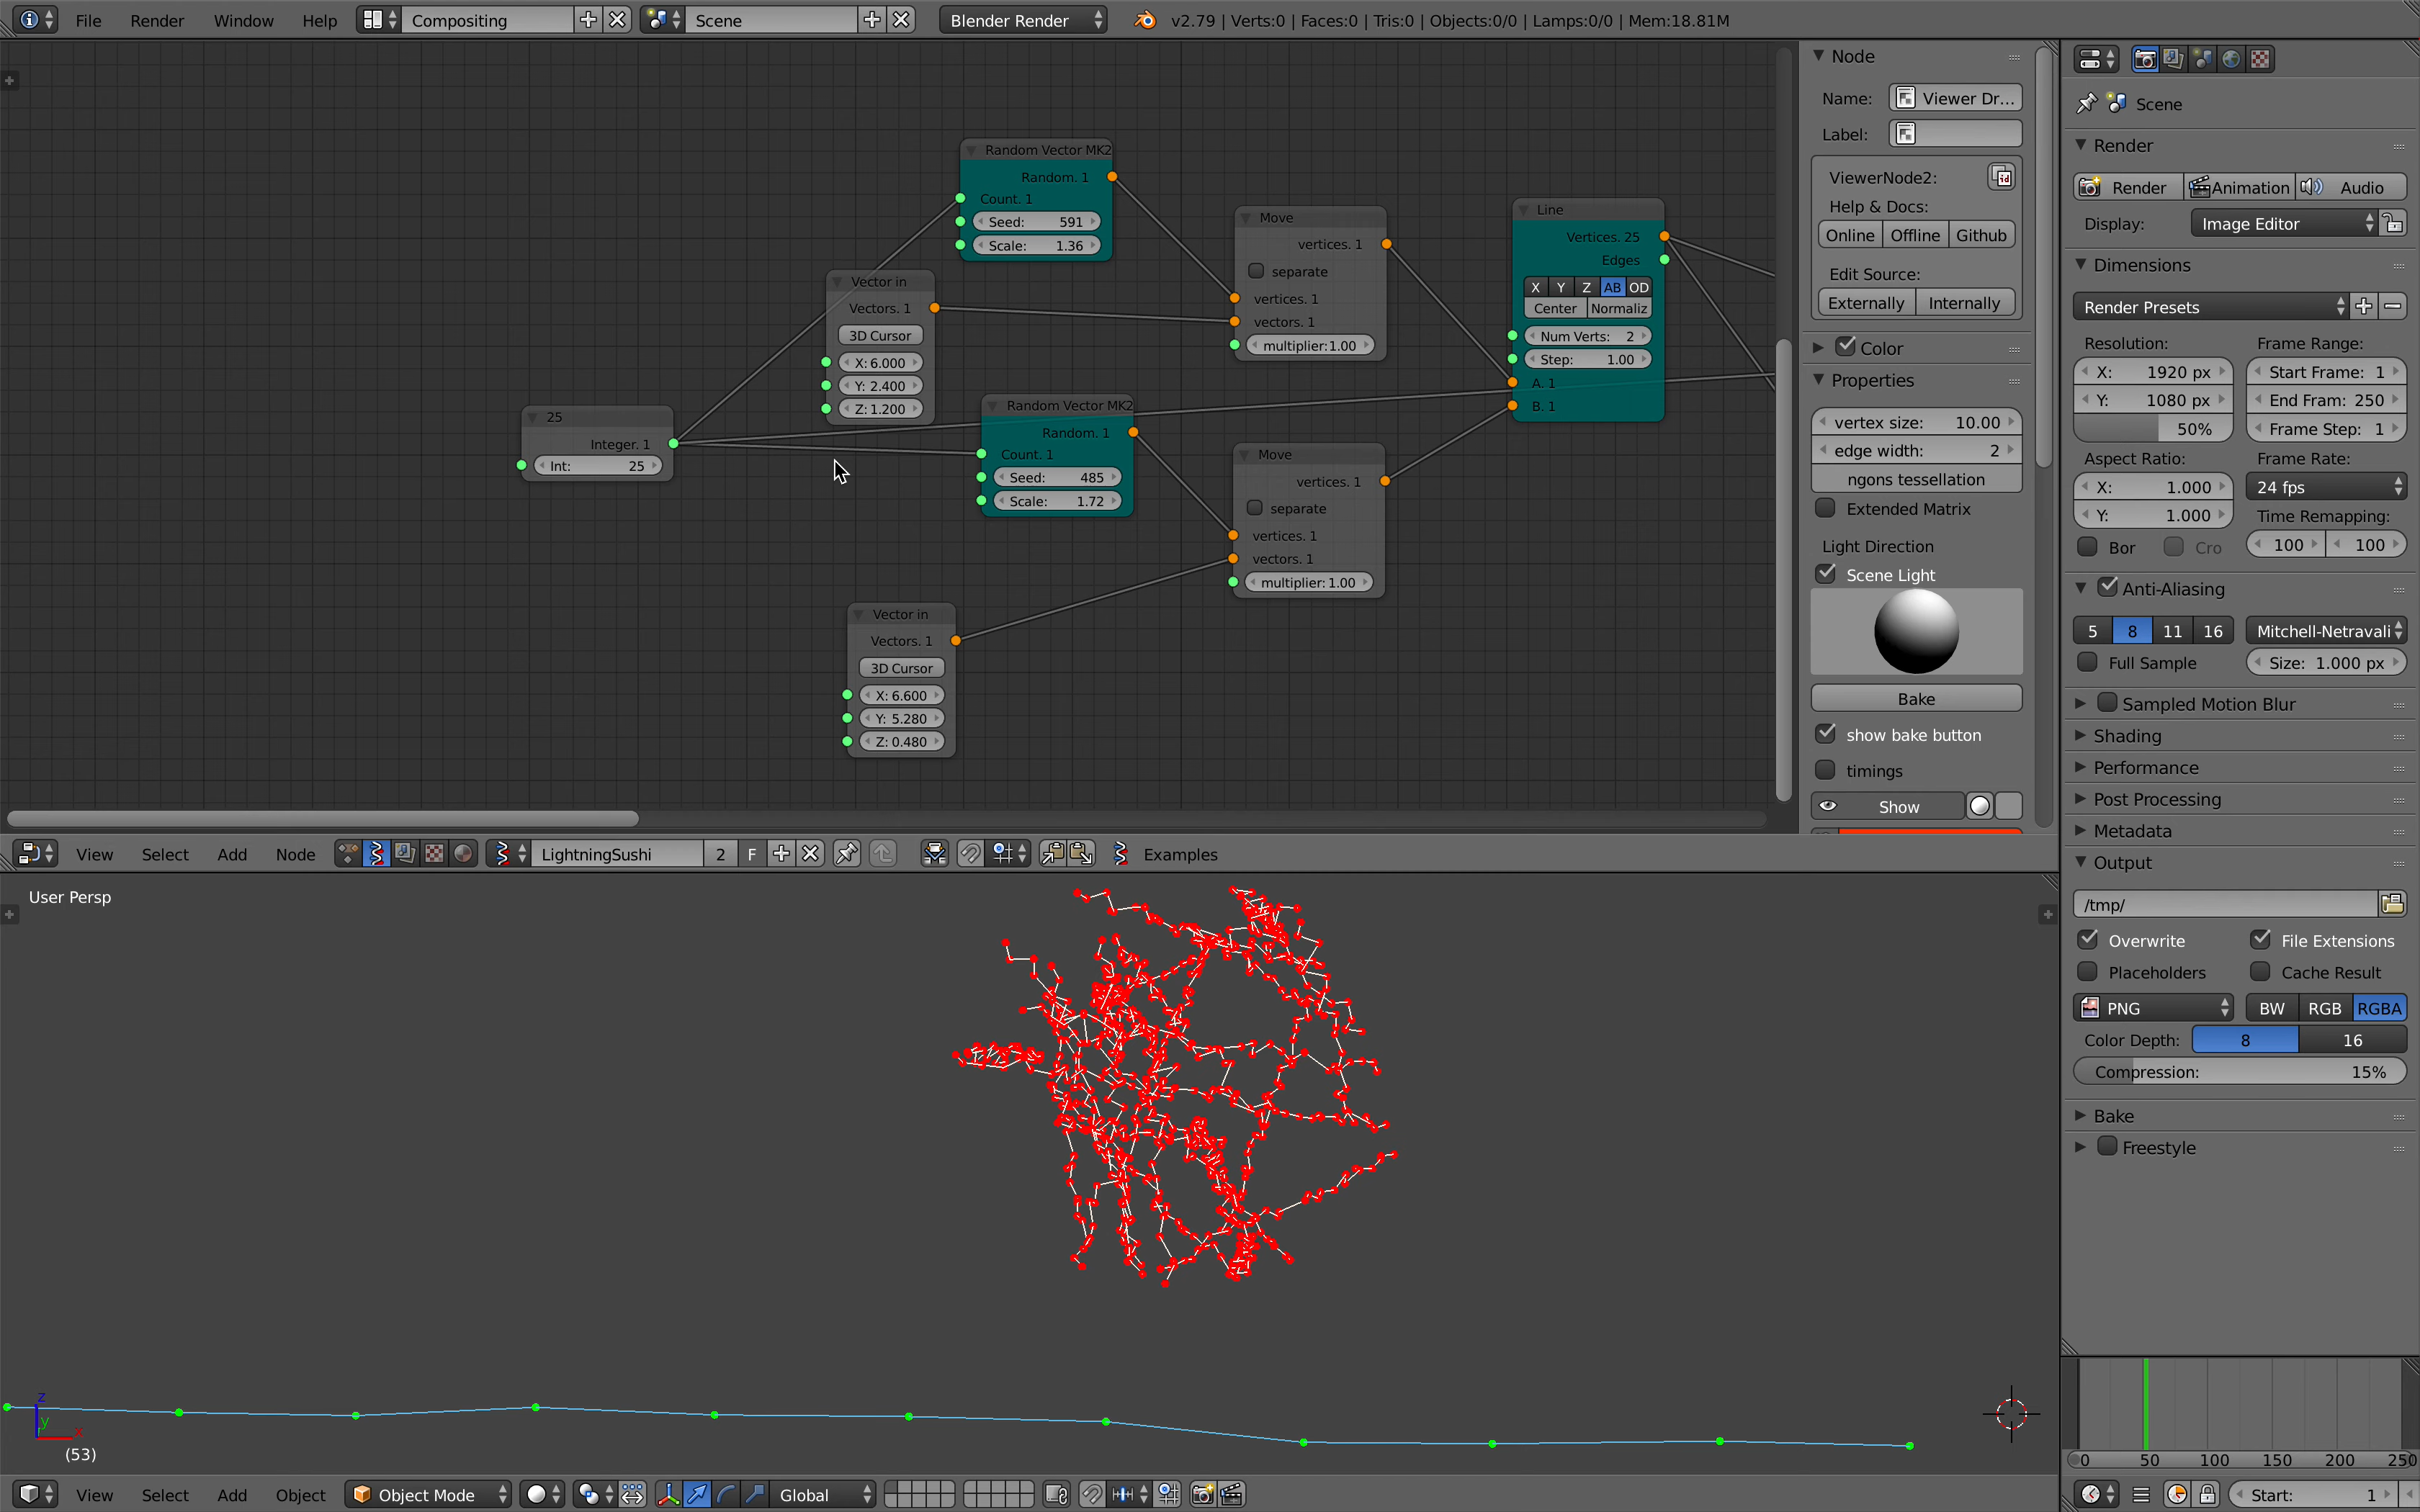 File Render Window Help Compositing Scene Blender Render v2.79 | Verts:0 | Faces:0 | Tris:0 | Objects:0/0 | Lamps:0/0 | Mem:18.81M
Random Vector MK2
Random. 1
Count. 1
Seed: 591
Scale: 1.36
Vector in
Vectors. 1
3D Cursor
X: 6.000
Y: 2.400
Z: 1.200
25
Integer. 1
Int: 25
Random Vector MK2
Random. 1
Count. 1
Seed: 485
Scale: 1.72
Vector in
Vectors. 1
3D Cursor
X: 6.600
Y: 5.280
Z: 0.480
Move
vertices. 1
separate
vertices. 1
vectors. 1
multiplier: 1.00
Move
vertices. 1
separate
vertices. 1
vectors. 1
multiplier: 1.00
Line
Vertices. 25
Edges
X Y Z AB OD
Center Normaliz
Num Verts: 2
Step: 1.00
A. 1
B. 1
Node
Name: Viewer Dr...
Label:
ViewerNode2:
Help & Docs:
Online Offline Github
Edit Source:
Externally Internally
Color
Properties
vertex size: 10.00
edge width: 2
ngons tessellation
Extended Matrix
Light Direction
Scene Light
Bake
show bake button
timings
Show
View Select Add Node LightningSushi 2 F Examples
User Persp
z
y
x
(53)
View Select Add Object Object Mode Global
Scene
Render
Render Animation Audio
Display: Image Editor
Dimensions
Render Presets
Resolution: Frame Range:
X: 1920 px Start Frame: 1
Y: 1080 px End Fram: 250
50% Frame Step: 1
Aspect Ratio: Frame Rate:
X: 1.000 24 fps
Y: 1.000 Time Remapping:
Bor Cro 100 100
Anti-Aliasing
5 8 11 16 Mitchell-Netravali
Full Sample Size: 1.000 px
Sampled Motion Blur
Shading
Performance
Post Processing
Metadata
Output
/tmp/
Overwrite File Extensions
Placeholders Cache Result
PNG BW RGB RGBA
Color Depth: 8 16
Compression: 15%
Bake
Freestyle
0 50 100 150 200 250
Start: 1